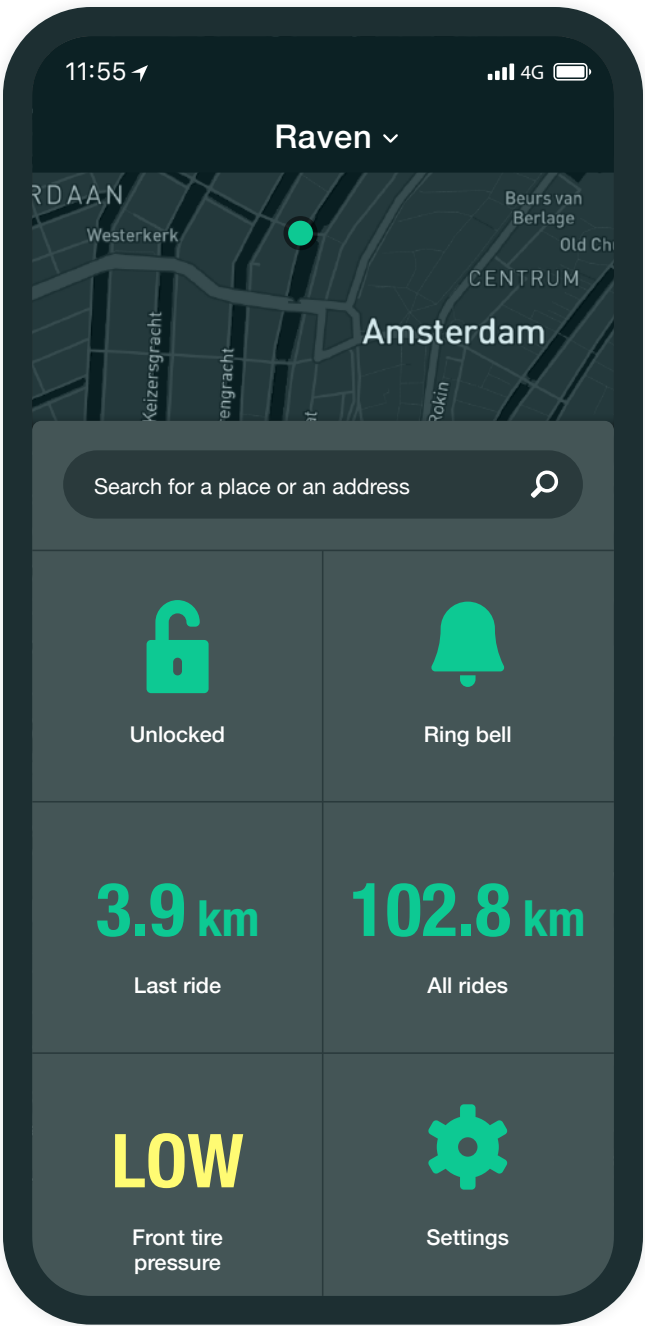 11:55
4G
Raven
RDAAN
Beurs van
Berlage
Westerkerk
Old Ch
CENTRUM
Amsterdam
Keizersgracht
engracht
at
Rokin
Search for a place or an address
Unlocked
Ring bell
3.9 km
102.8 km
Last ride
All rides
LOW
Front tire
pressure
Settings